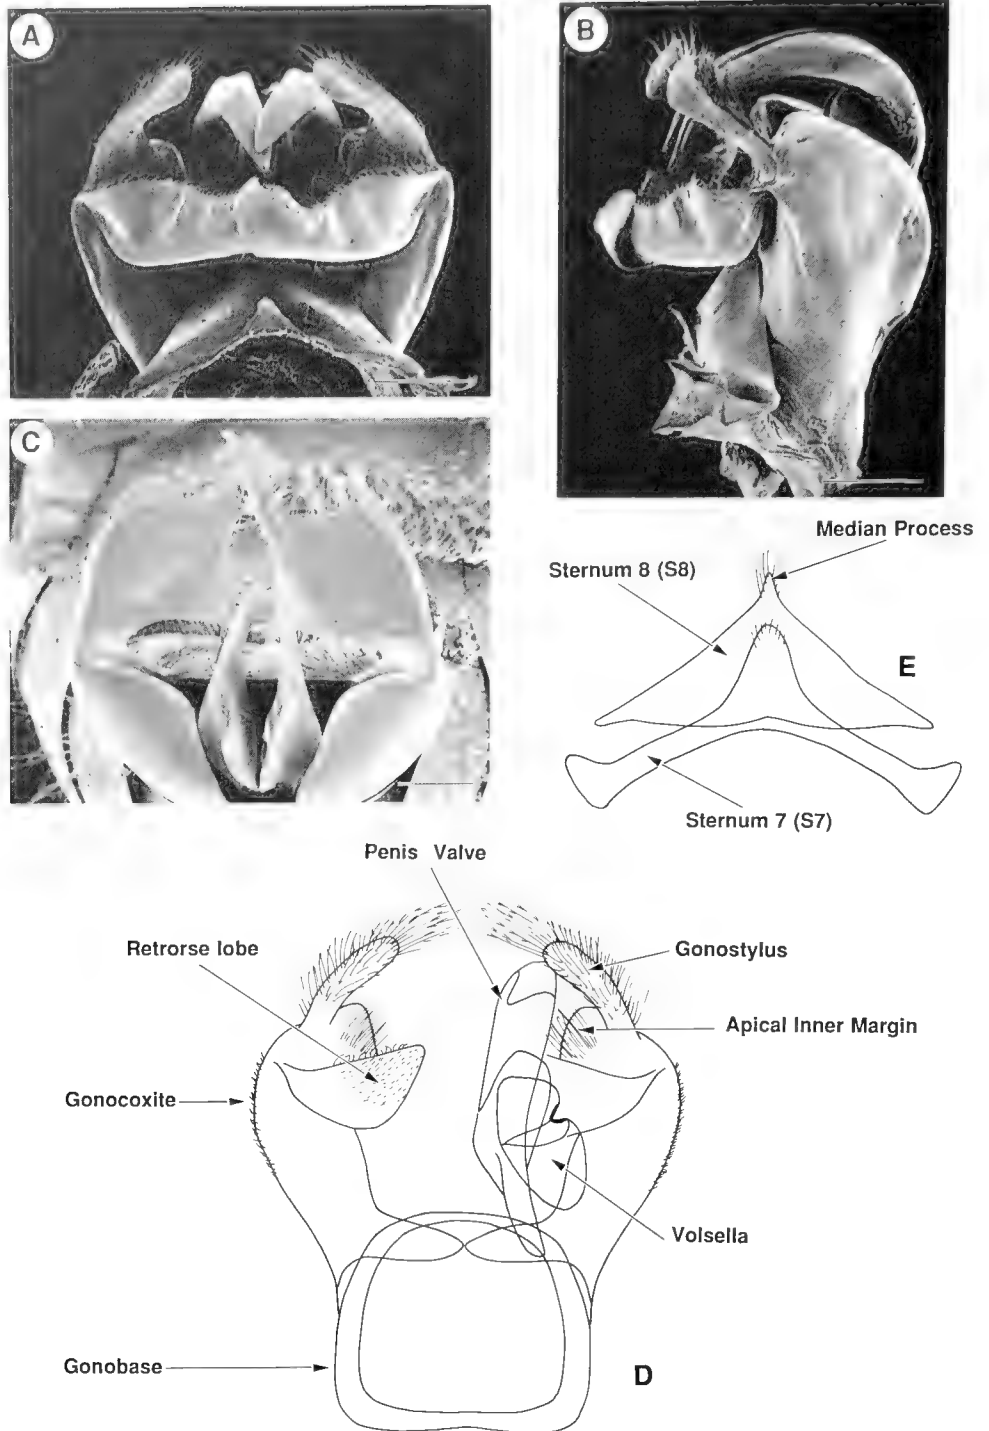 A
B
C
Median Process
Sternum 8 (S8)
E
Sternum 7 (S7)
Penis Valve
Retrorse lobe
Gonostylus
Apical Inner Margin
Gonocoxite
Volsella
Gonobase
D